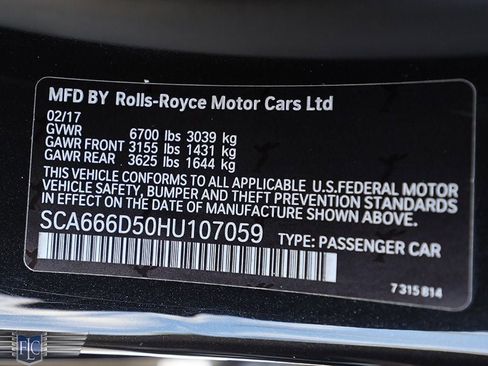 MFD BY Rolls-Royce Motor Cars Ltd
02/17
GVWR 6700 lbs 3039 kg
GAWR FRONT 3155 lbs 1431 kg
GAWR REAR 3625 lbs 1644 kg
THIS VEHICLE CONFORMS TO ALL APPLICABLE U.S.FEDERAL MOTOR
VEHICLE SAFETY, BUMPER AND THEFT PREVENTION STANDARDS
IN EFFECT ON THE DATE OF MANUFACTURE SHOWN ABOVE.
SCA666D50HU107059 TYPE: PASSENGER CAR
7 315 814
FLC